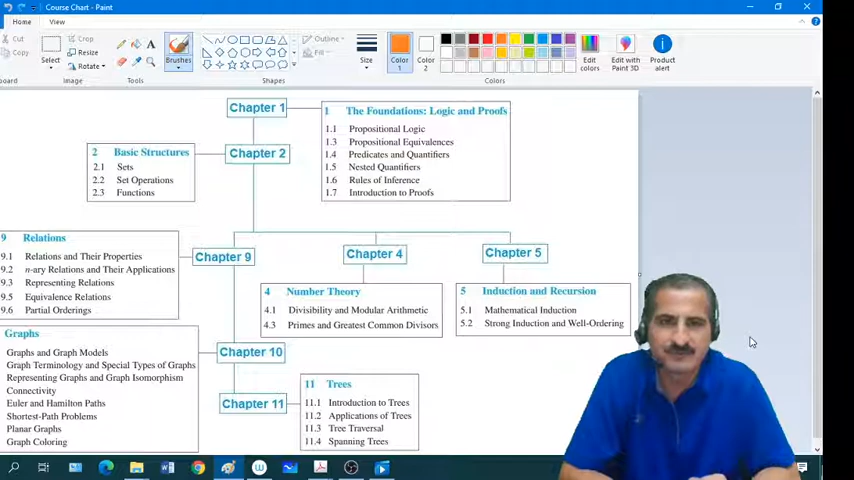 Course Chart - Paint
Home View
Cut
Copy
Crop
Resize
Rotate
Select
Brushes
Outline
Fill
Size
Color 1
Color 2
Edit colors
Edit with Paint 3D
Product alert
oard
Image
Tools
Shapes
Colors
Chapter 1
1 The Foundations: Logic and Proofs
1.1 Propositional Logic
1.3 Propositional Equivalences
1.4 Predicates and Quantifiers
1.5 Nested Quantifiers
1.6 Rules of Inference
1.7 Introduction to Proofs
Chapter 2
2 Basic Structures
2.1 Sets
2.2 Set Operations
2.3 Functions
Chapter 9
9 Relations
9.1 Relations and Their Properties
9.2 n-ary Relations and Their Applications
9.3 Representing Relations
9.5 Equivalence Relations
9.6 Partial Orderings
Chapter 4
4 Number Theory
4.1 Divisibility and Modular Arithmetic
4.3 Primes and Greatest Common Divisors
Chapter 5
5 Induction and Recursion
5.1 Mathematical Induction
5.2 Strong Induction and Well-Ordering
Chapter 10
Graphs
Graphs and Graph Models
Graph Terminology and Special Types of Graphs
Representing Graphs and Graph Isomorphism
Connectivity
Euler and Hamilton Paths
Shortest-Path Problems
Planar Graphs
Graph Coloring
Chapter 11
11 Trees
11.1 Introduction to Trees
11.2 Applications of Trees
11.3 Tree Traversal
11.4 Spanning Trees